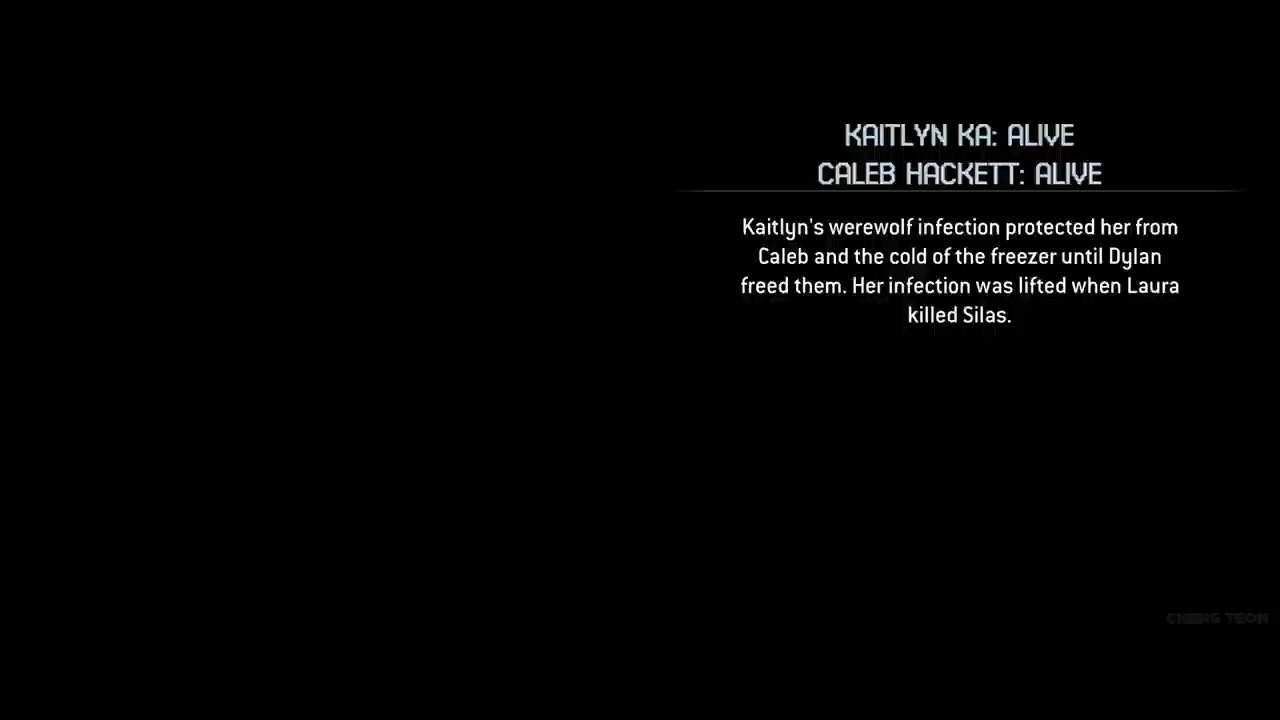 KAITLYN KA: ALIVE
CALEB HACKETT: ALIVE
Kaitlyn's werewolf infection protected her from
Caleb and the cold of the freezer until Dylan
freed them. Her infection was lifted when Laura
killed Silas.